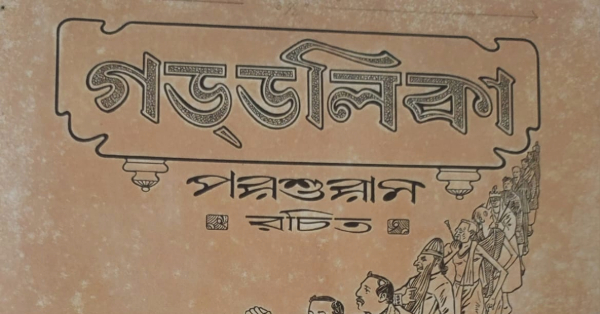 গড্ডলিকা
পরশুরাম
রচিত